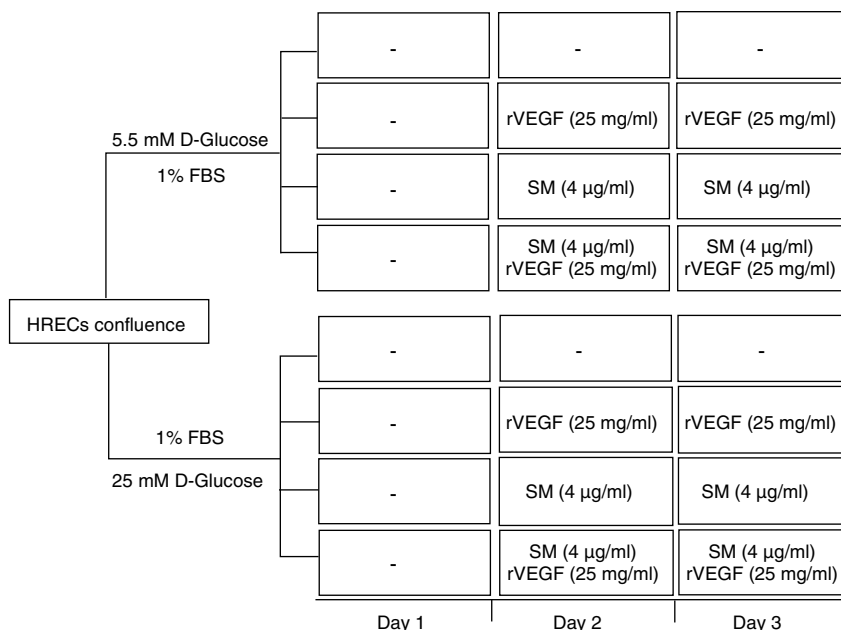 -
-
-
-
rVEGF (25 mg/ml)
rVEGF (25 mg/ml)
5.5 mM D-Glucose
1% FBS
-
SM (4 µg/ml)
SM (4 µg/ml)
-
SM (4 µg/ml)
rVEGF (25 mg/ml)
SM (4 µg/ml)
rVEGF (25 mg/ml)
HRECs confluence
-
-
-
-
rVEGF (25 mg/ml)
rVEGF (25 mg/ml)
1% FBS
25 mM D-Glucose
-
SM (4 µg/ml)
SM (4 µg/ml)
-
SM (4 µg/ml)
rVEGF (25 mg/ml)
SM (4 µg/ml)
rVEGF (25 mg/ml)
Day 1
Day 2
Day 3